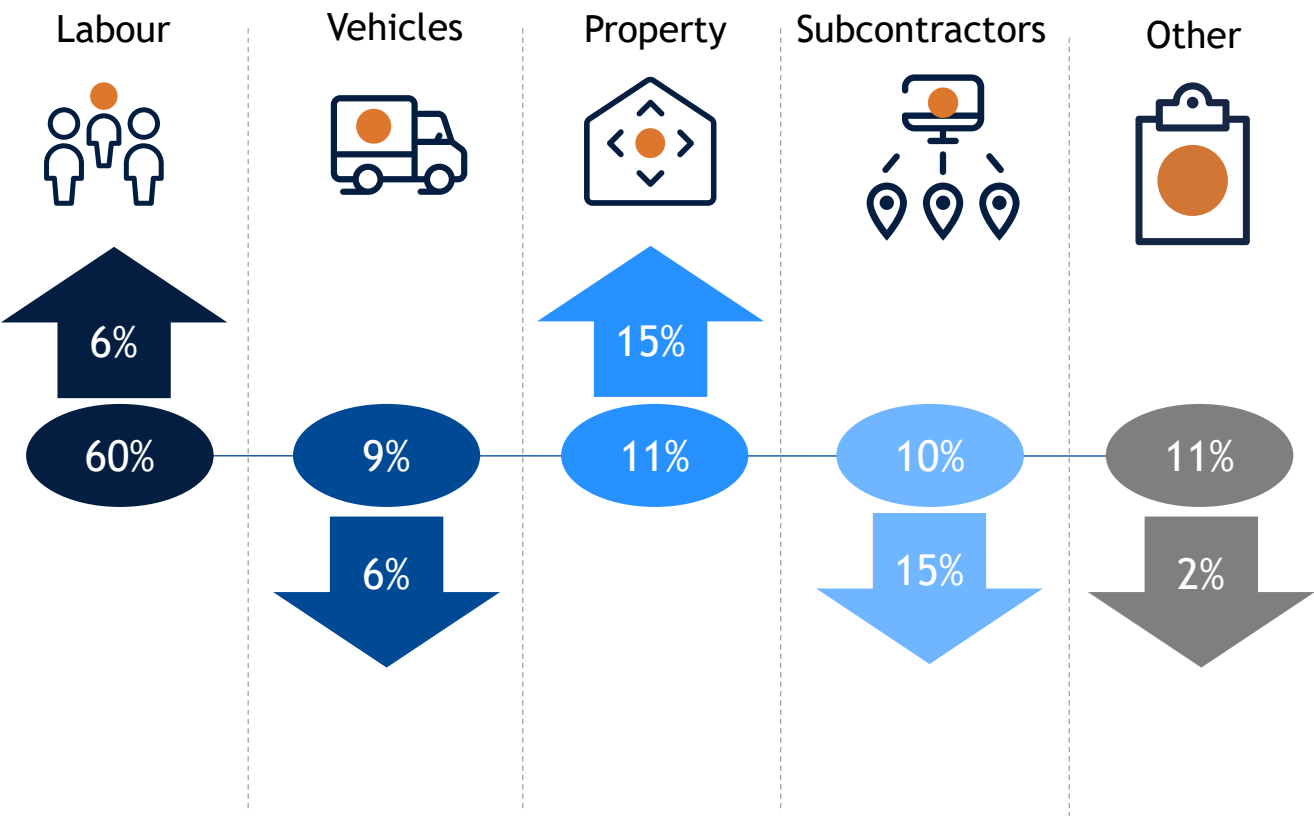 Labour
Vehicles
Property
Subcontractors
Other
6%
15%
60%
9%
11%
10%
11%
6%
15%
2%